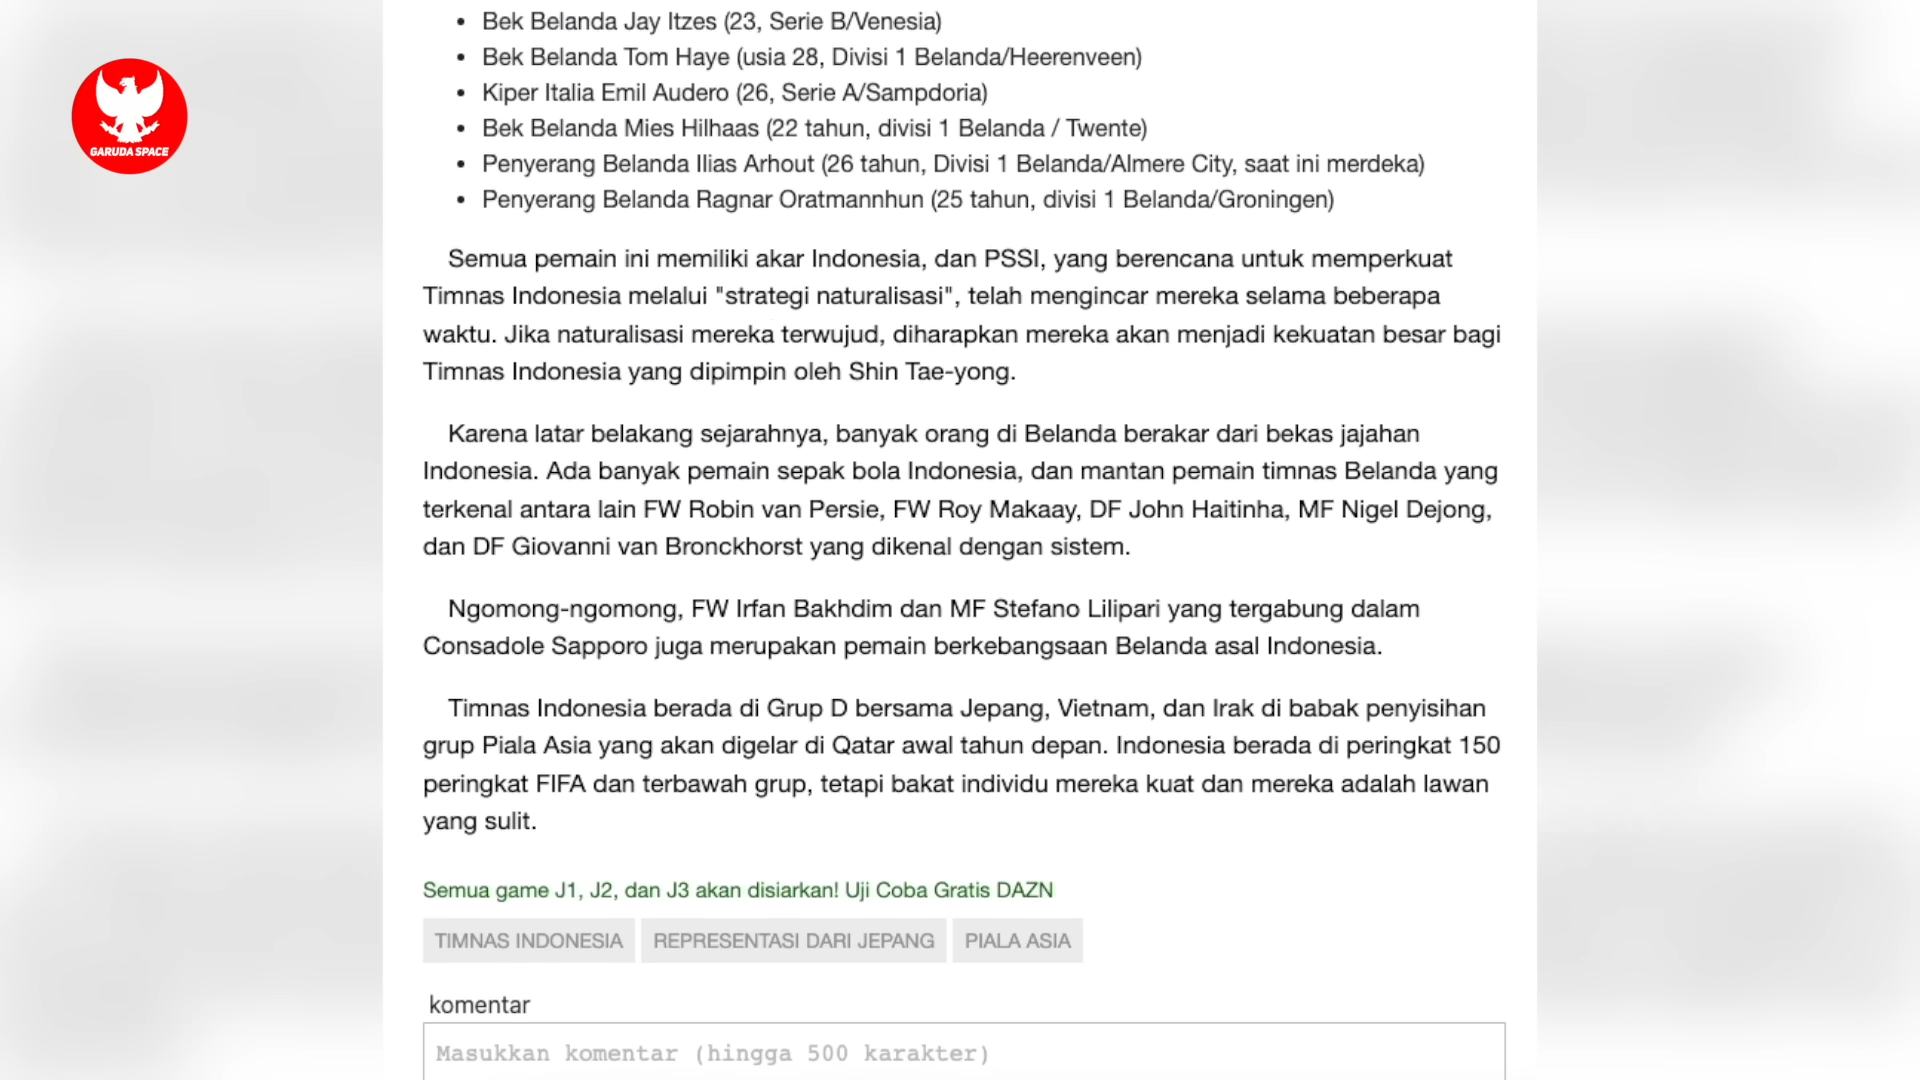 GARUDA SPACE
• Bek Belanda Jay Itzes (23, Serie B/Venesia)
• Bek Belanda Tom Haye (usia 28, Divisi 1 Belanda/Heerenveen)
• Kiper Italia Emil Audero (26, Serie A/Sampdoria)
• Bek Belanda Mies Hilhaas (22 tahun, divisi 1 Belanda / Twente)
• Penyerang Belanda Ilias Arhout (26 tahun, Divisi 1 Belanda/Almere City, saat ini merdeka)
• Penyerang Belanda Ragnar Oratmannhun (25 tahun, divisi 1 Belanda/Groningen)
Semua pemain ini memiliki akar Indonesia, dan PSSI, yang berencana untuk memperkuat
Timnas Indonesia melalui "strategi naturalisasi", telah mengincar mereka selama beberapa
waktu. Jika naturalisasi mereka terwujud, diharapkan mereka akan menjadi kekuatan besar bagi
Timnas Indonesia yang dipimpin oleh Shin Tae-yong.
Karena latar belakang sejarahnya, banyak orang di Belanda berakar dari bekas jajahan
Indonesia. Ada banyak pemain sepak bola Indonesia, dan mantan pemain timnas Belanda yang
terkenal antara lain FW Robin van Persie, FW Roy Makaay, DF John Haitinha, MF Nigel Dejong,
dan DF Giovanni van Bronckhorst yang dikenal dengan sistem.
Ngomong-ngomong, FW Irfan Bakhdim dan MF Stefano Lilipari yang tergabung dalam
Consadole Sapporo juga merupakan pemain berkebangsaan Belanda asal Indonesia.
Timnas Indonesia berada di Grup D bersama Jepang, Vietnam, dan Irak di babak penyisihan
grup Piala Asia yang akan digelar di Qatar awal tahun depan. Indonesia berada di peringkat 150
peringkat FIFA dan terbawah grup, tetapi bakat individu mereka kuat dan mereka adalah lawan
yang sulit.
Semua game J1, J2, dan J3 akan disiarkan! Uji Coba Gratis DAZN
TIMNAS INDONESIA REPRESENTASI DARI JEPANG PIALA ASIA
komentar
Masukkan komentar (hingga 500 karakter)